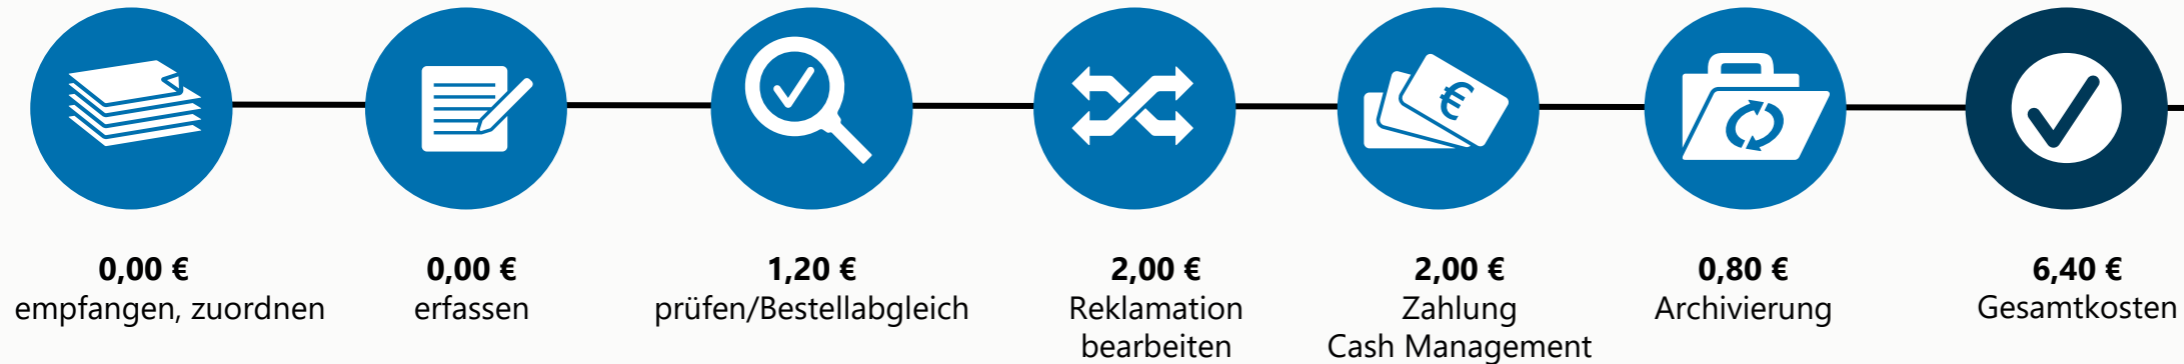 0,00 €
empfangen, zuordnen
0,00 €
erfassen
1,20 €
prüfen/Bestellabgleich
2,00 €
Reklamation
bearbeiten
2,00 €
Zahlung
Cash Management
0,80 €
Archivierung
6,40 €
Gesamtkosten